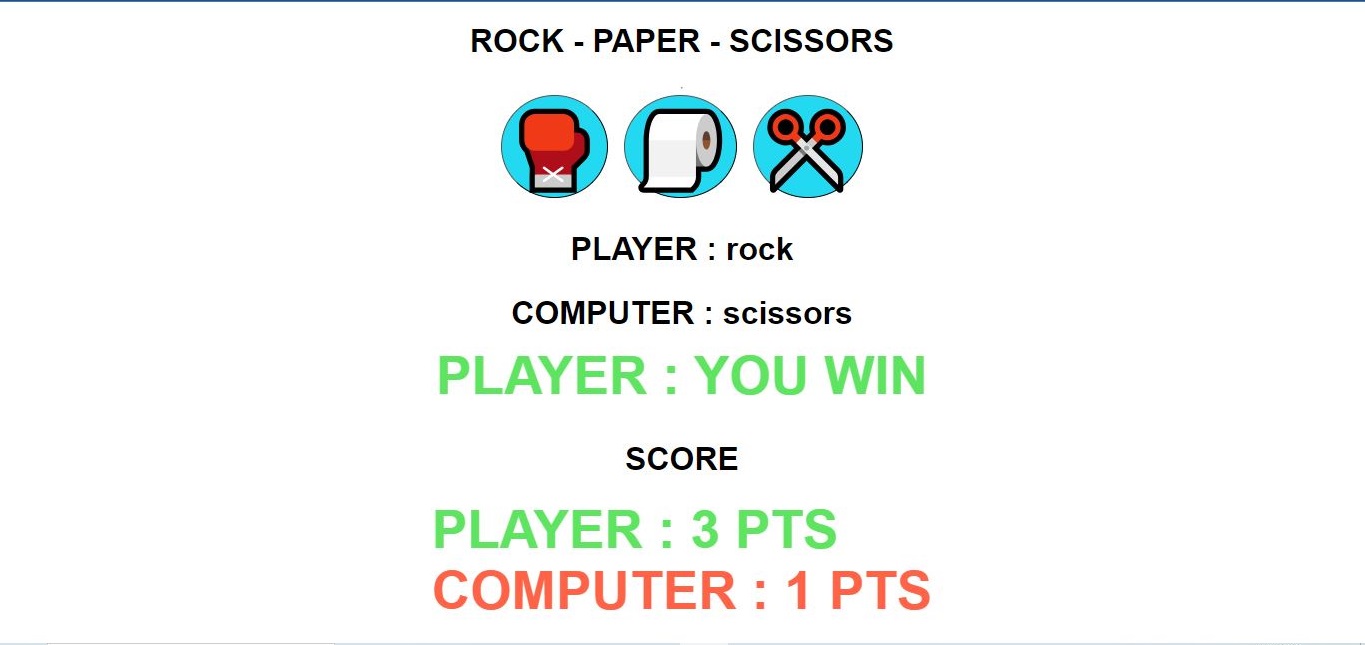 ROCK - PAPER - SCISSORS
PLAYER : rock
COMPUTER : scissors
PLAYER : YOU WIN
SCORE
PLAYER : 3 PTS
COMPUTER : 1 PTS